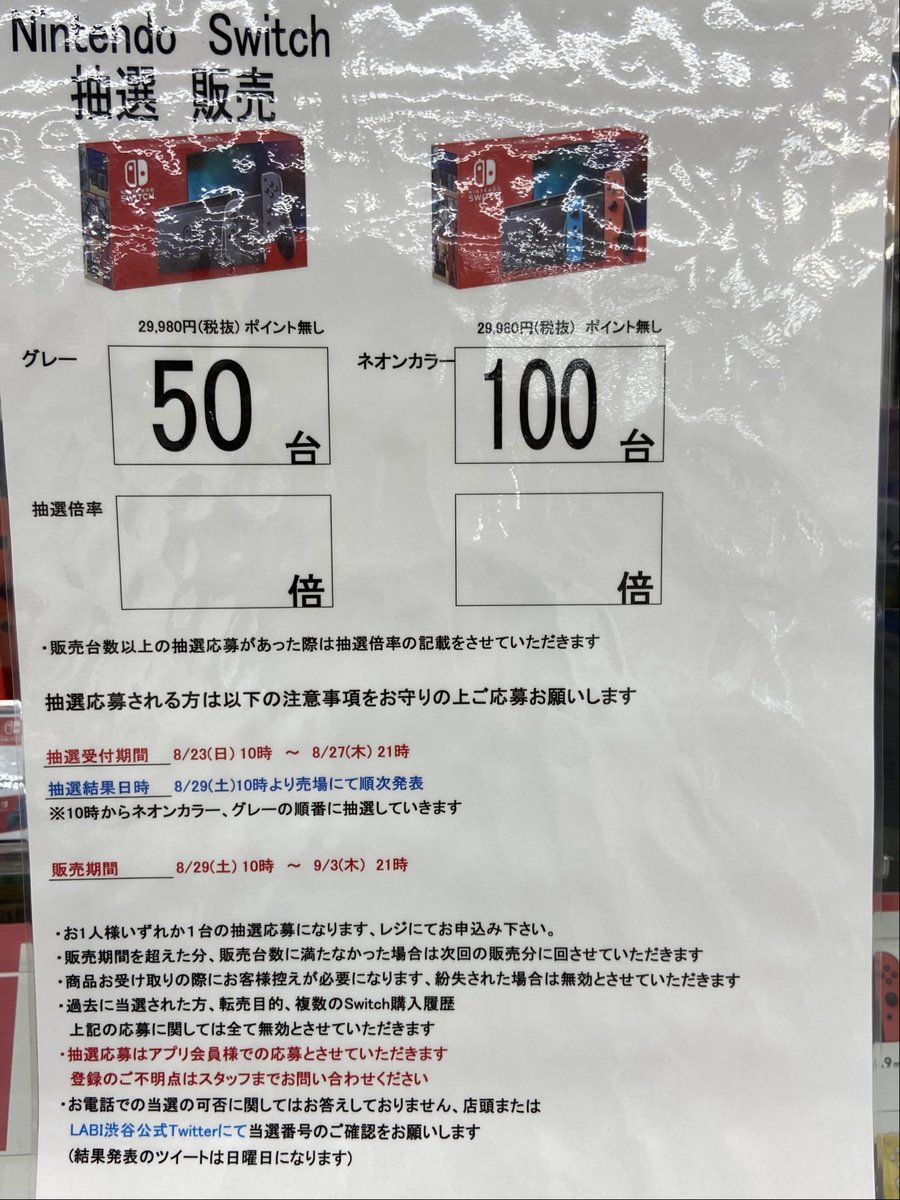 Nintendo Switch
抽選 販売
NINTENDO
SWITCH
NINTENDO
SWITCH
29,980円(税抜) ポイント無し
29,980円(税抜) ポイント無し
グレー
50台
ネオンカラー
100台
抽選倍率
倍
倍
・販売台数以上の抽選応募があった際は抽選倍率の記載をさせていただきます
抽選応募される方は以下の注意事項をお守りの上ご応募お願いします
抽選受付期間 8/23(日) 10時 ～ 8/27(木) 21時
抽選結果日時 8/29(土)10時より売場にて順次発表
※10時からネオンカラー、グレーの順番に抽選していきます
販売期間 8/29(土) 10時 ～ 9/3(木) 21時
・お1人様いずれか1台の抽選応募になります、レジにてお申込み下さい。
・販売期間を超えた分、販売台数に満たなかった場合は次回の販売分に回させていただきます
・商品お受け取りの際にお客様控えが必要になります、紛失された場合は無効とさせていただきます
・過去に当選された方、転売目的、複数のSwitch購入履歴
上記の応募に関しては全て無効とさせていただきます
・抽選応募はアプリ会員様での応募とさせていただきます
登録のご不明点はスタッフまでお問い合わせください
・お電話での当選の可否に関してはお答えしておりません、店頭または
LABI渋谷公式Twitterにて当選番号のご確認をお願いします
(結果発表のツイートは日曜日になります)